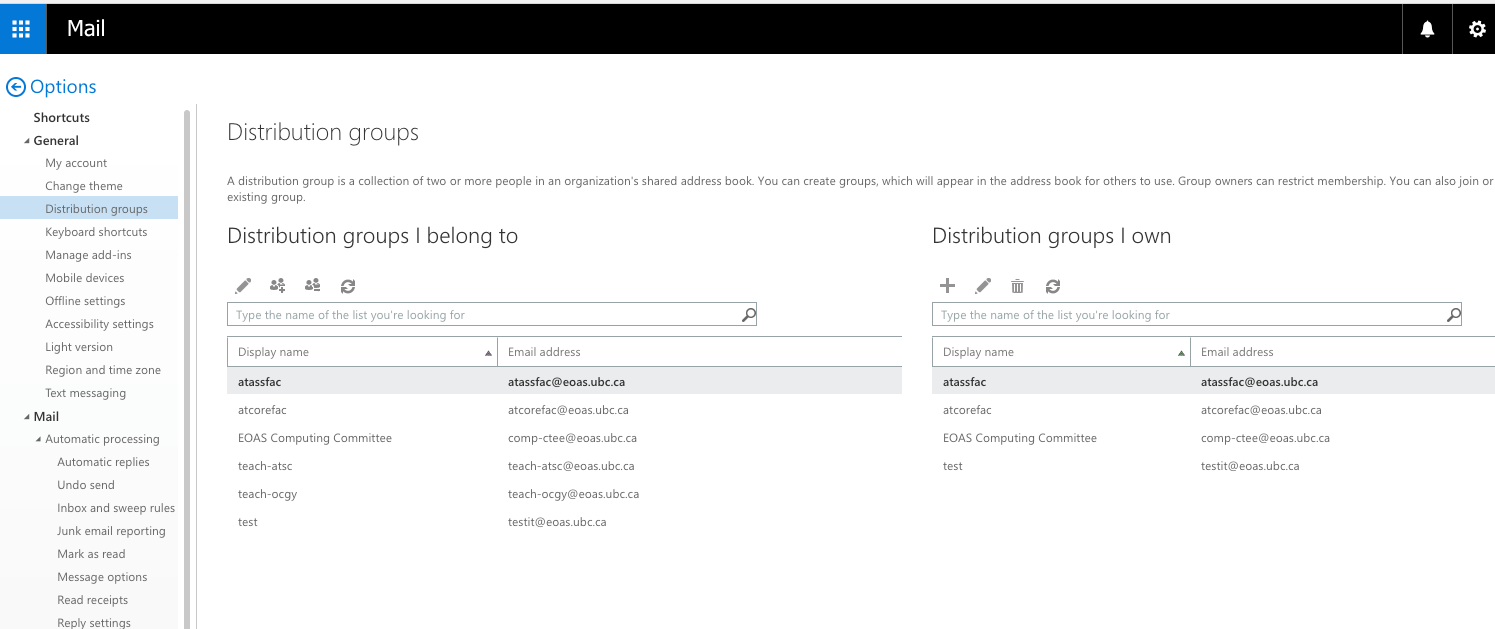 Mail
Options
Shortcuts
General
My account
Change theme
Distribution groups
Keyboard shortcuts
Manage add-ins
Mobile devices
Offline settings
Accessibility settings
Light version
Region and time zone
Text messaging
Mail
Automatic processing
Automatic replies
Undo send
Inbox and sweep rules
Junk email reporting
Mark as read
Message options
Read receipts
Reply settings
Distribution groups
A distribution group is a collection of two or more people in an organization's shared address book. You can create groups, which will appear in the address book for others to use. Group owners can restrict membership. You can also join or
existing group.
Distribution groups I belong to
Type the name of the list you're looking for
Display name Email address
atassfac atassfac@eoas.ubc.ca
atcorefac atcorefac@eoas.ubc.ca
EOAS Computing Committee comp-ctee@eoas.ubc.ca
teach-atsc teach-atsc@eoas.ubc.ca
teach-ocgy teach-ocgy@eoas.ubc.ca
test testit@eoas.ubc.ca
Distribution groups I own
Type the name of the list you're looking for
Display name Email address
atassfac atassfac@eoas.ubc.ca
atcorefac atcorefac@eoas.ubc.ca
EOAS Computing Committee comp-ctee@eoas.ubc.ca
test testit@eoas.ubc.ca